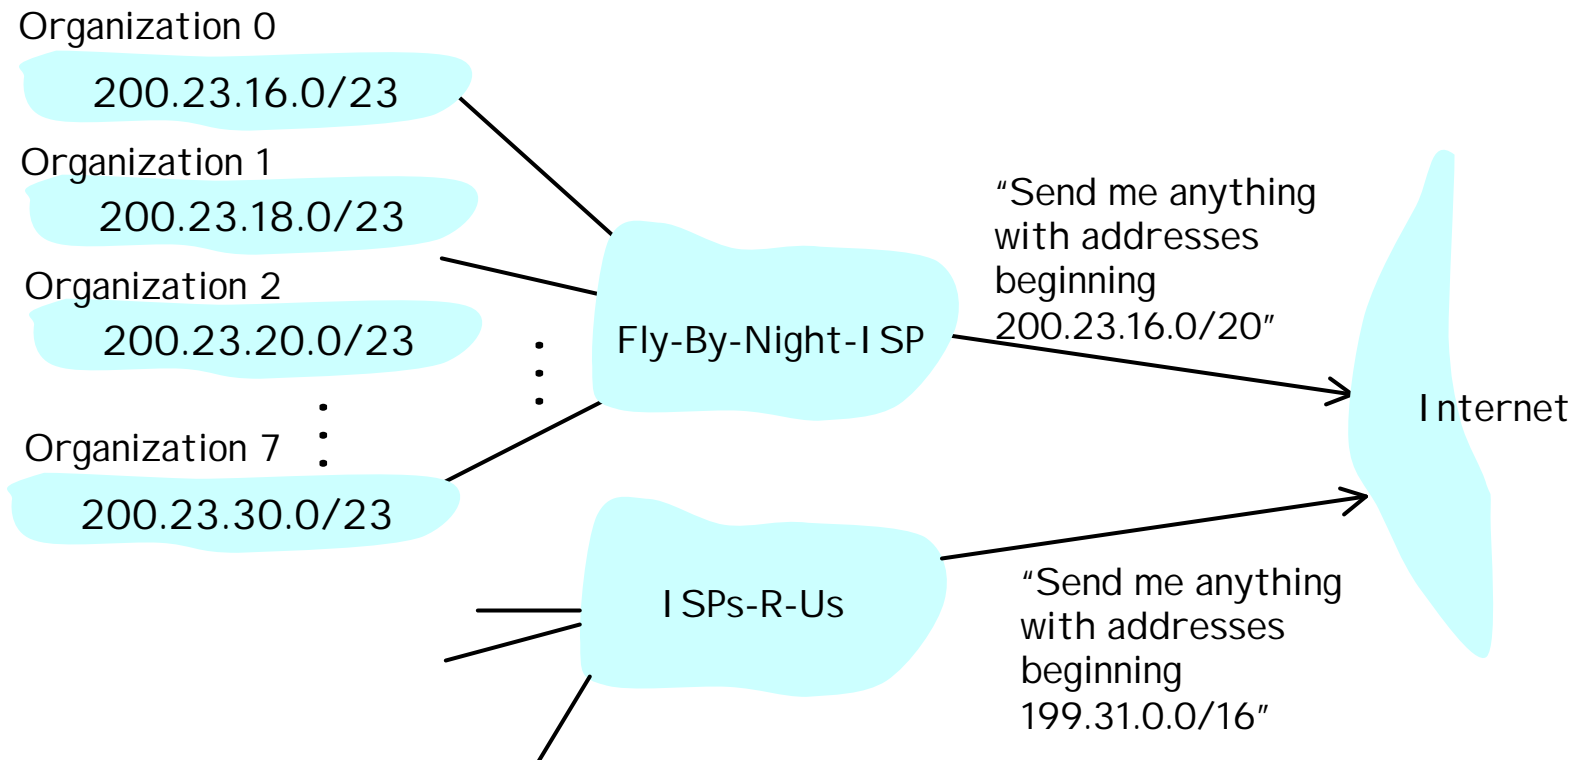 Organization 0
200.23.16.0/23
Organization 1
200.23.18.0/23
Organization 2
200.23.20.0/23
Organization 7
200.23.30.0/23
Fly-By-Night-ISP
“Send me anything
with addresses
beginning
200.23.16.0/20”
Internet
ISPs-R-Us
“Send me anything
with addresses
beginning
199.31.0.0/16”